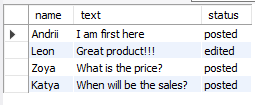 name text status
Andrii I am first here posted
Leon Great product!!! edited
Zoya What is the price? posted
Katya When will be the sales? posted